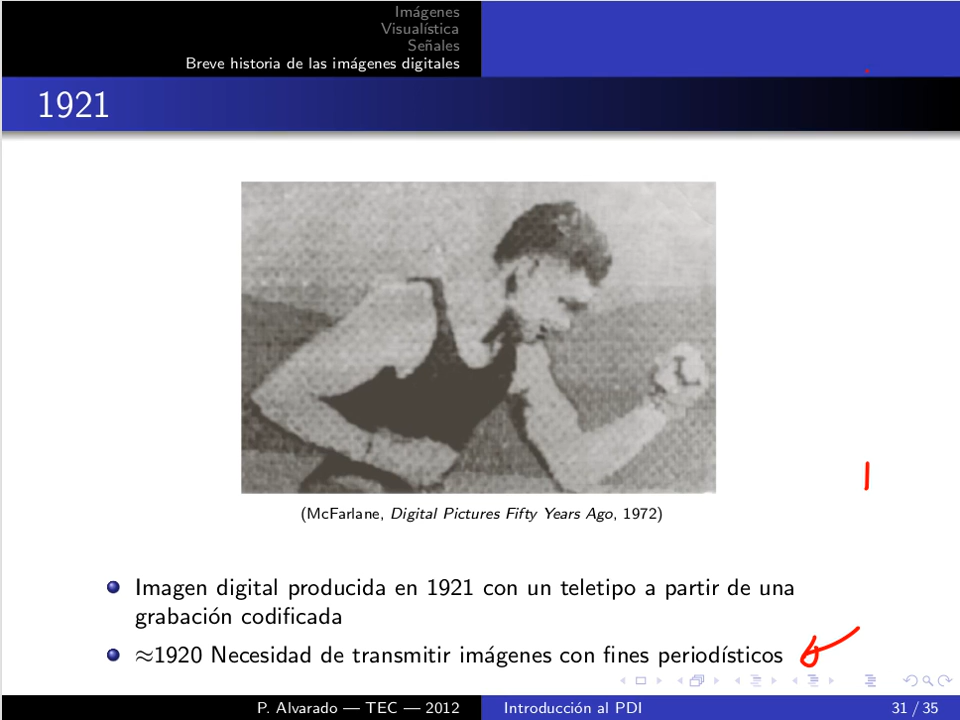 Imágenes
Visualística
Señales
Breve historia de las imágenes digitales
1921
(McFarlane, Digital Pictures Fifty Years Ago, 1972)
Imagen digital producida en 1921 con un teletipo a partir de una
grabación codificada
≈1920 Necesidad de transmitir imágenes con fines periodísticos
P. Alvarado — TEC — 2012
Introducción al PDI
31 / 35